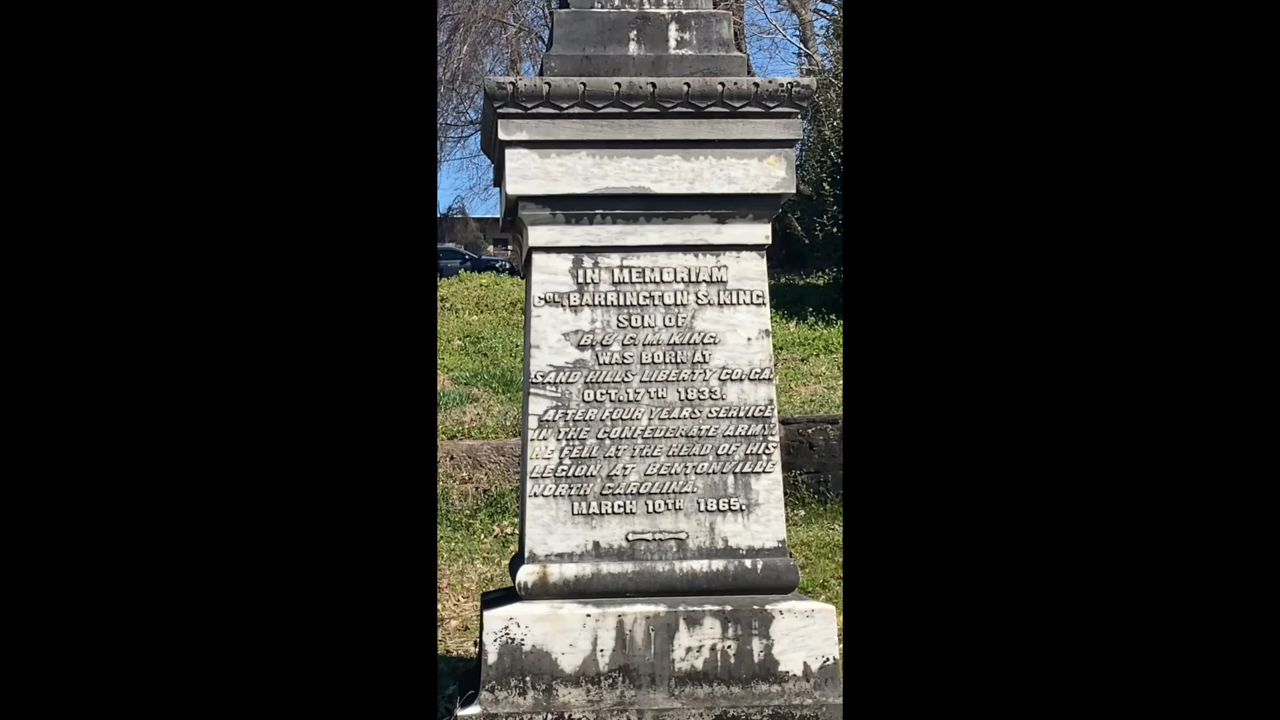 IN MEMORIAM
COL. BARRINGTON S. KING,
SON OF
B. & C. M. KING.
WAS BORN AT
SAND HILLS LIBERTY CO. GA.
OCT. 17TH 1833.
AFTER FOUR YEARS SERVICE
IN THE CONFEDERATE ARMY.
HE FELL AT THE HEAD OF HIS
LEGION AT BENTONVILLE
NORTH CAROLINA.
MARCH 10TH 1865.